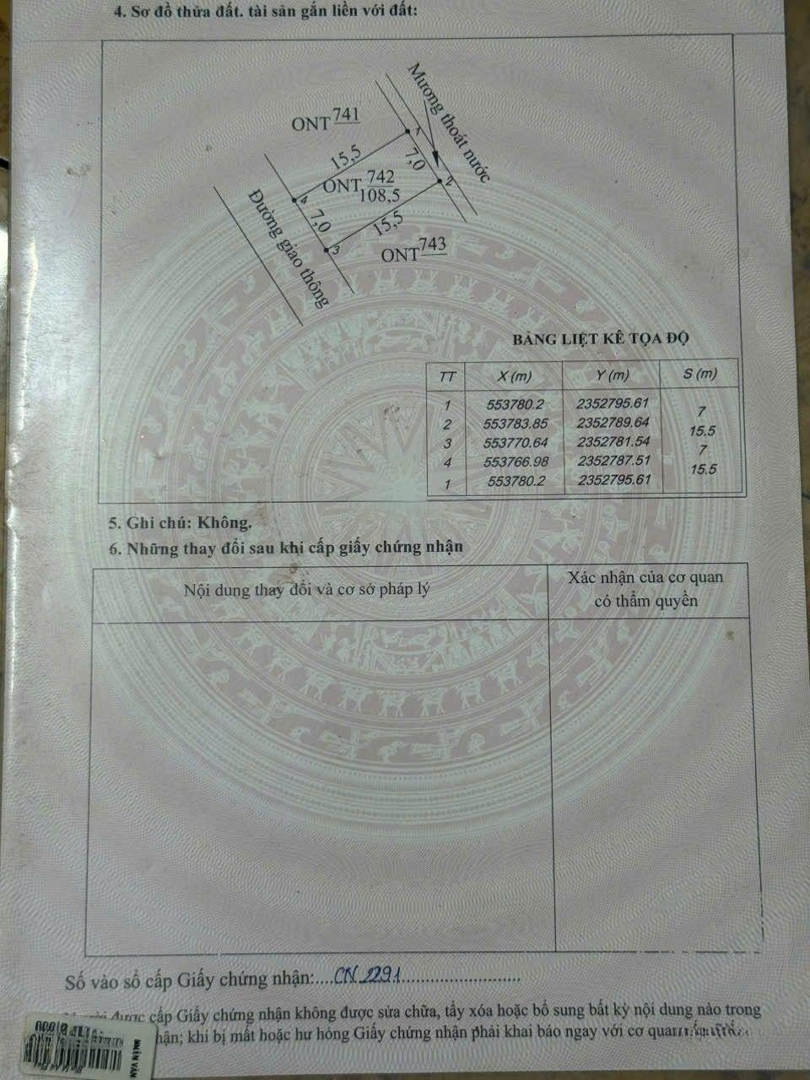 4. Sơ đồ thửa đất. tài sản gắn liền với đất:
Mương thoát nước
ONT 741
1
15,5
7,0
ONT 742
108,5
2
4
7,0
15,5
3
ONT 743
Đường giao thông
BẢNG LIỆT KÊ TỌA ĐỘ
TT X (m) Y (m) S (m)
1 553780.2 2352795.61
7
2 553783.85 2352789.64
15.5
3 553770.64 2352781.54
7
4 553766.98 2352787.51
15.5
1 553780.2 2352795.61
5. Ghi chú: Không.
6. Những thay đổi sau khi cấp giấy chứng nhận
Nội dung thay đổi và cơ sở pháp lý
Xác nhận của cơ quan
có thẩm quyền
Số vào sổ cấp Giấy chứng nhận:....CN 2291
được cấp Giấy chứng nhận không được sửa chữa, tẩy xóa hoặc bổ sung bất kỳ nội dung nào trong
nhận; khi bị mất hoặc hư hỏng Giấy chứng nhận phải khai báo ngay với cơ quan